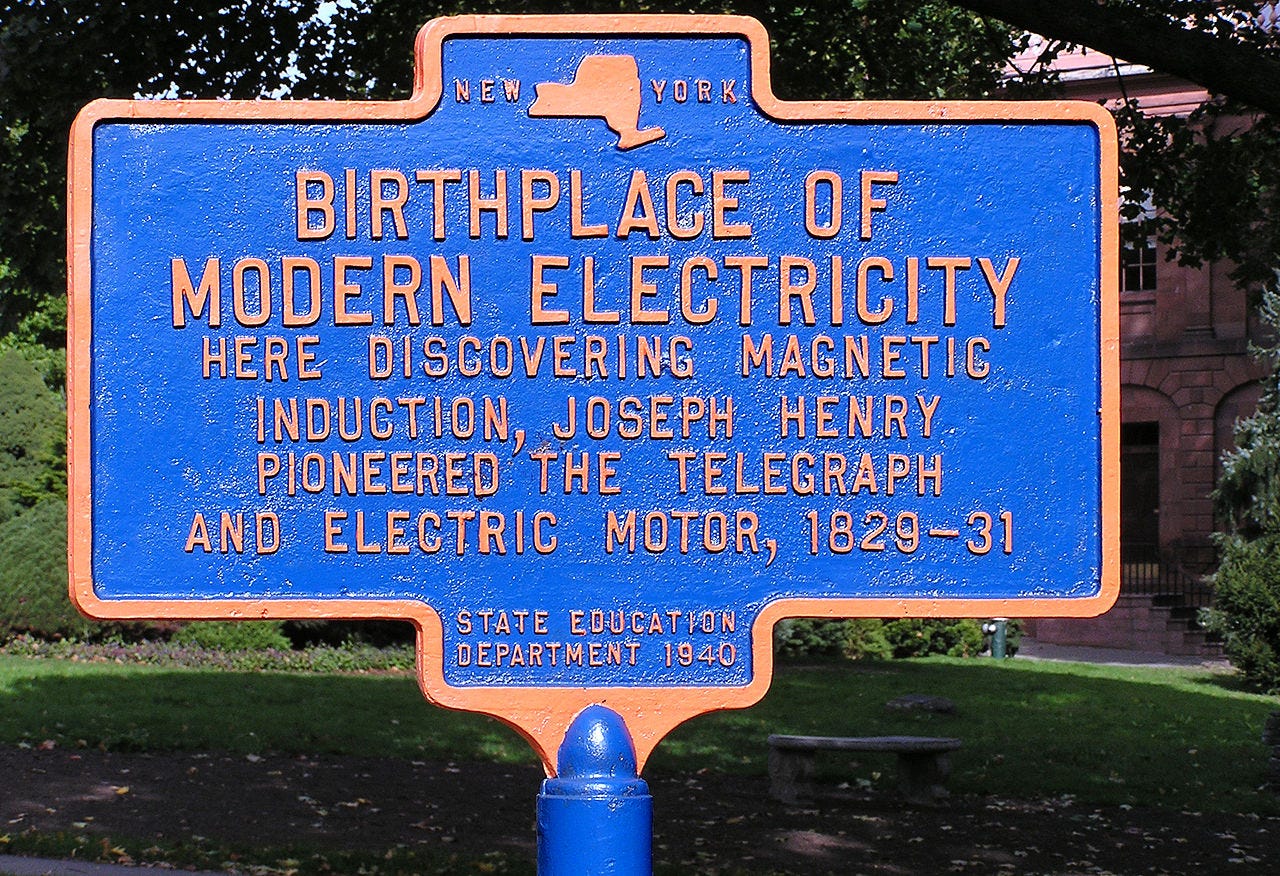 NEW YORK
BIRTHPLACE OF
MODERN ELECTRICITY
HERE DISCOVERING MAGNETIC
INDUCTION, JOSEPH HENRY
PIONEERED THE TELEGRAPH
AND ELECTRIC MOTOR, 1829–31
STATE EDUCATION
DEPARTMENT 1940